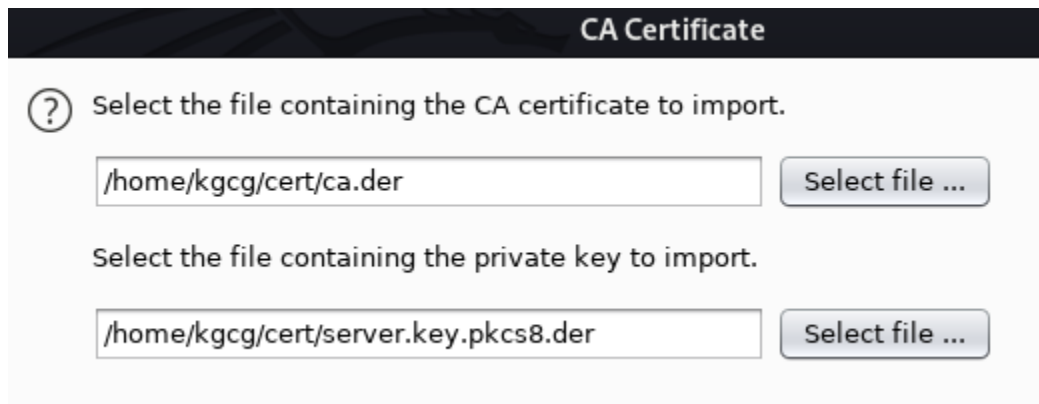 CA Certificate
? Select the file containing the CA certificate to import.
/home/kgcg/cert/ca.der Select file ...
Select the file containing the private key to import.
/home/kgcg/cert/server.key.pkcs8.der Select file ...